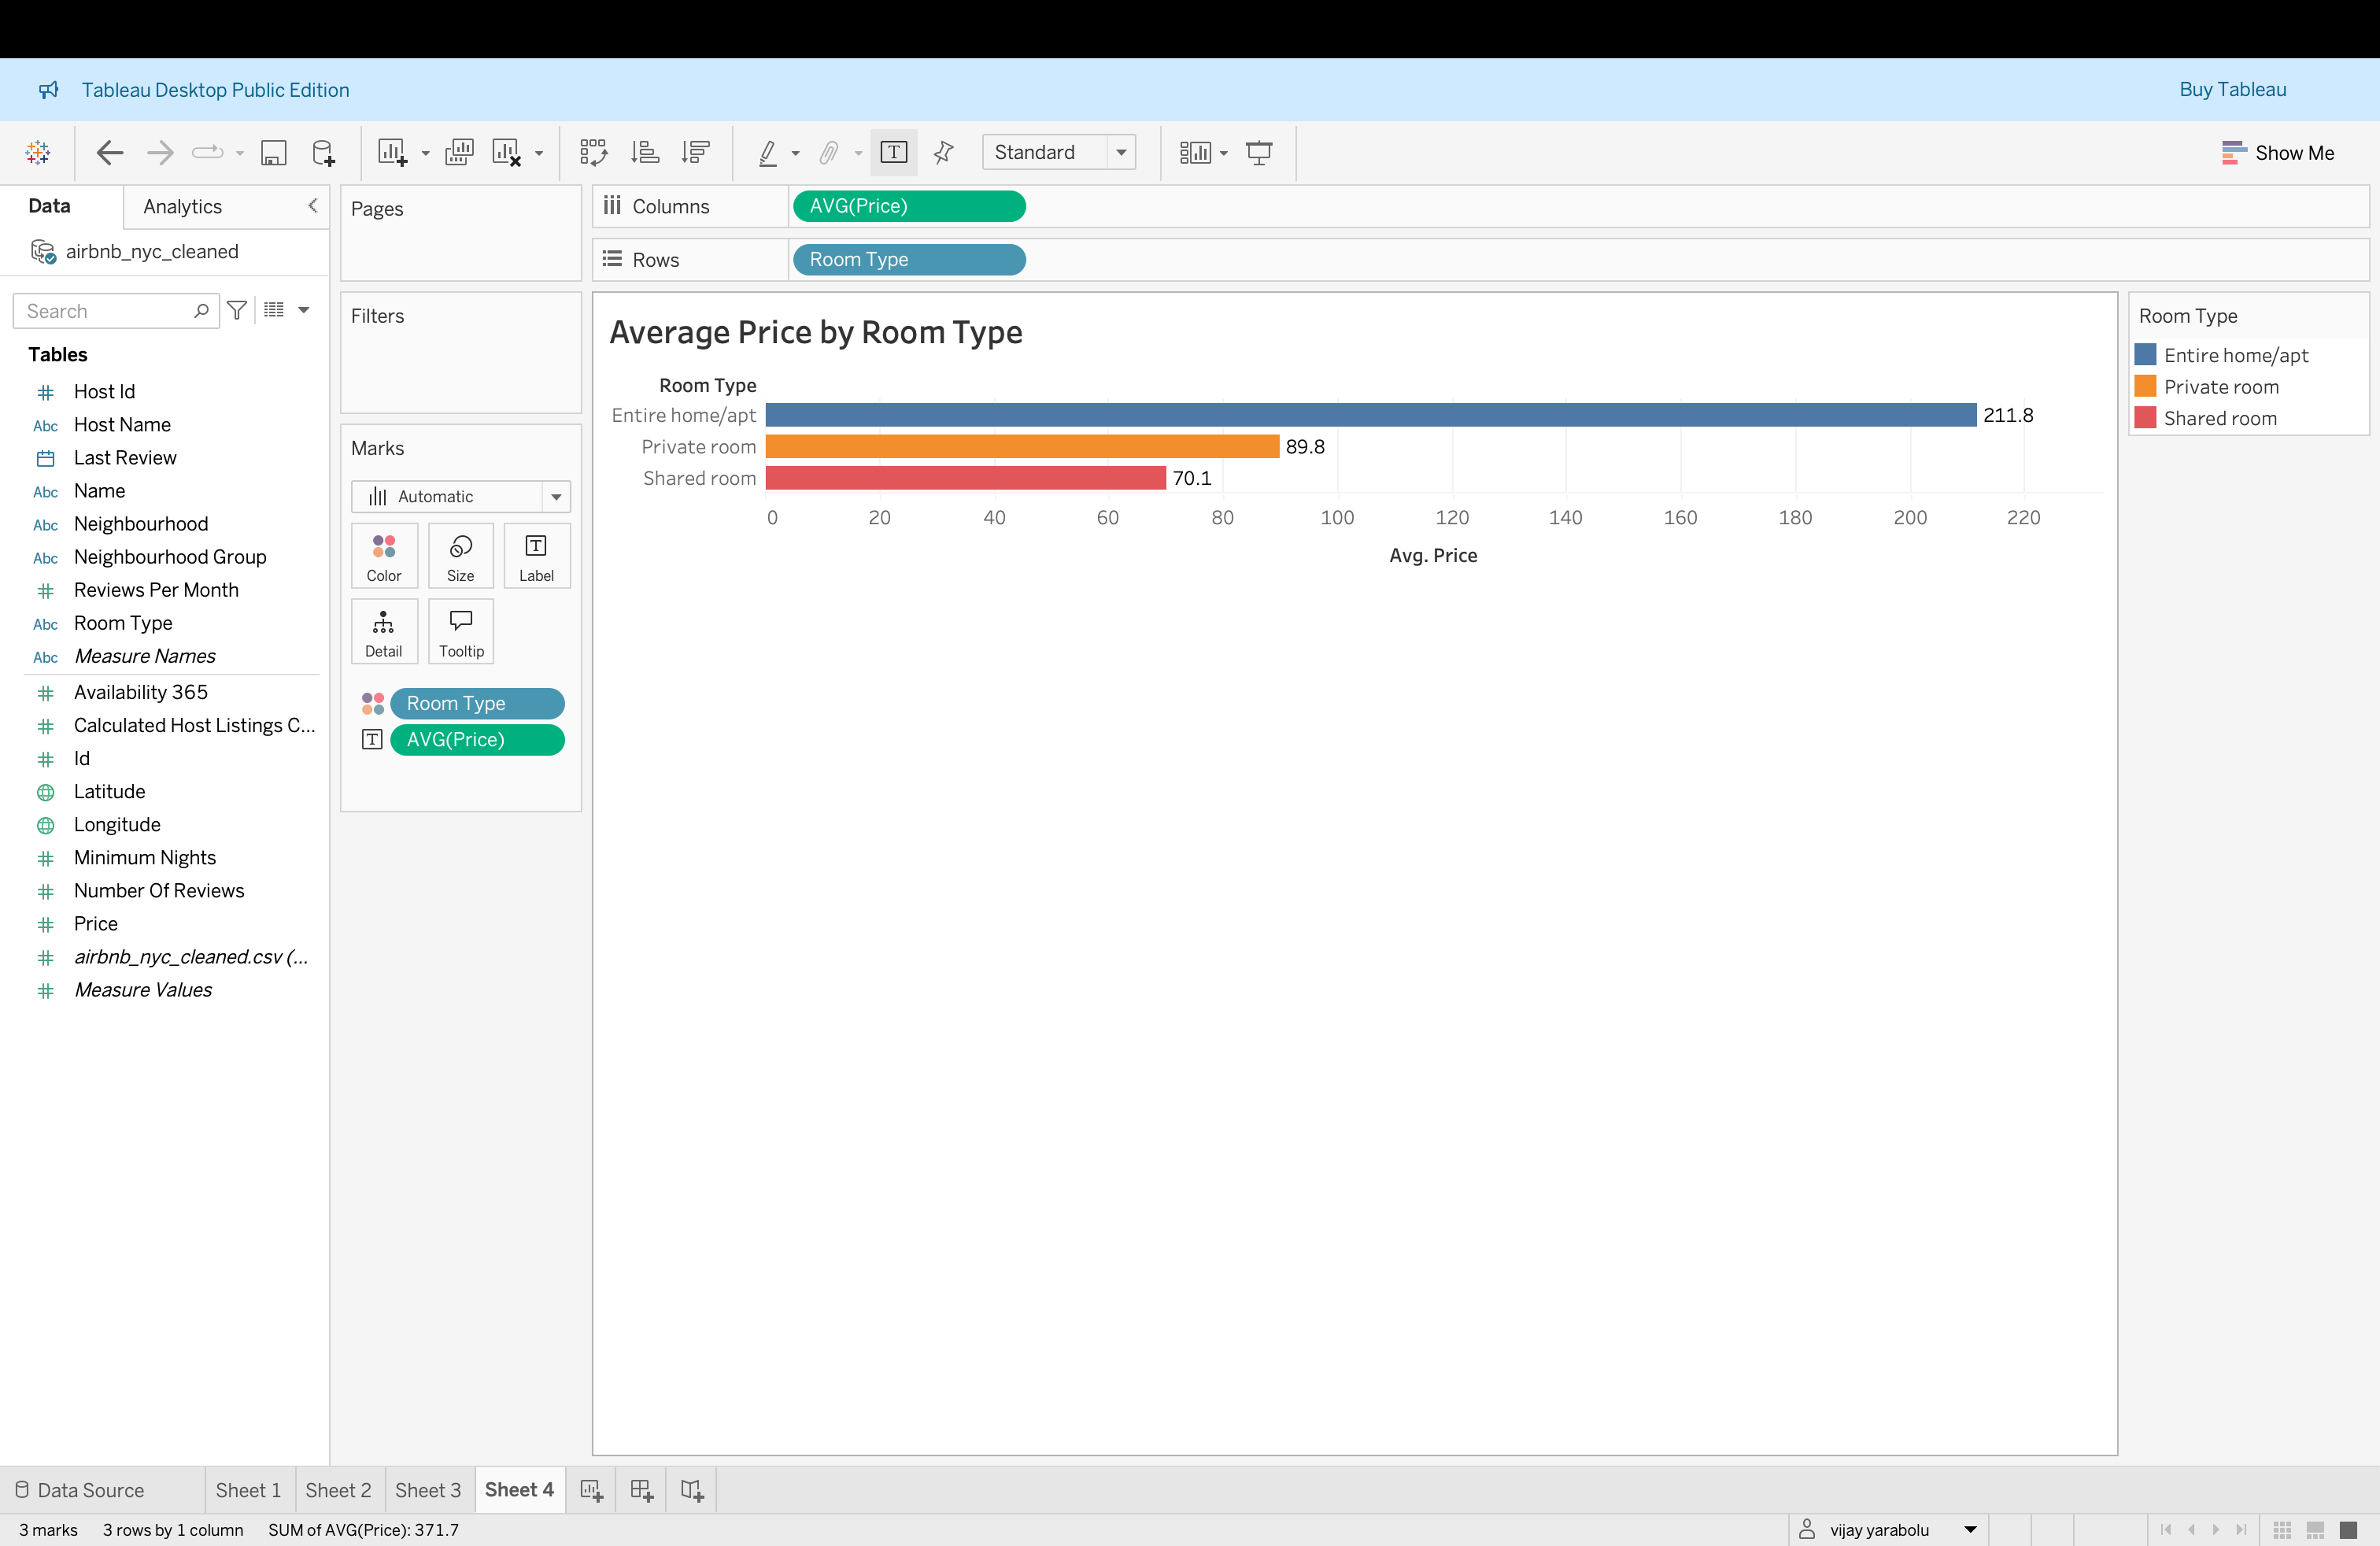 Tableau Desktop Public Edition
Buy Tableau
T
Standard
Show Me
Data
Analytics
airbnb_nyc_cleaned
Search
Tables
# Host Id
Abc Host Name
Last Review
Abc Name
Abc Neighbourhood
Abc Neighbourhood Group
# Reviews Per Month
Abc Room Type
Abc Measure Names
# Availability 365
# Calculated Host Listings C...
# Id
Latitude
Longitude
# Minimum Nights
# Number Of Reviews
# Price
# airbnb_nyc_cleaned.csv (...
# Measure Values
Pages
Filters
Marks
Automatic
Color
Size
T
Label
Detail
Tooltip
Room Type
T AVG(Price)
Columns
AVG(Price)
Rows
Room Type
Average Price by Room Type
Room Type
Entire home/apt 211.8
Private room 89.8
Shared room 70.1
0 20 40 60 80 100 120 140 160 180 200 220
Avg. Price
Room Type
Entire home/apt
Private room
Shared room
Data Source
Sheet 1
Sheet 2
Sheet 3
Sheet 4
3 marks 3 rows by 1 column SUM of AVG(Price): 371.7
vijay yarabolu